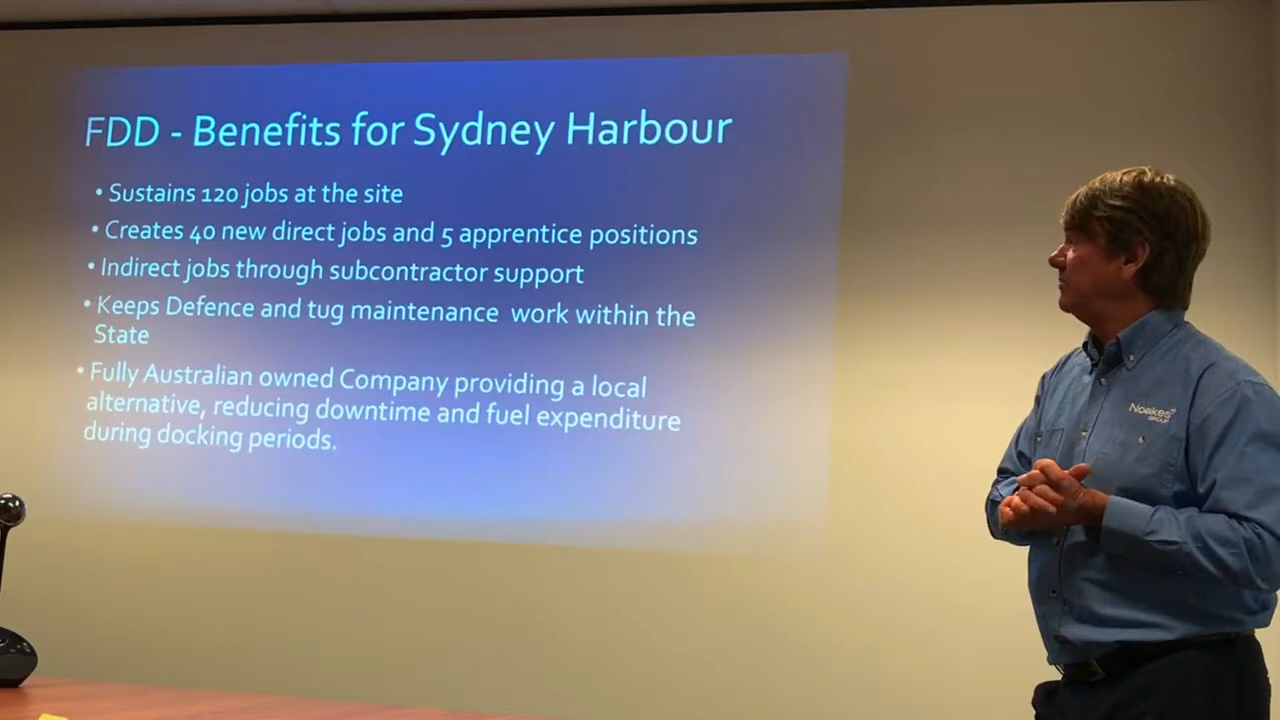 FDD - Benefits for Sydney Harbour
• Sustains 120 jobs at the site
• Creates 40 new direct jobs and 5 apprentice positions
• Indirect jobs through subcontractor support
• Keeps Defence and tug maintenance work within the
State
• Fully Australian owned Company providing a local
alternative, reducing downtime and fuel expenditure
during docking periods.
Noakes
GROUP